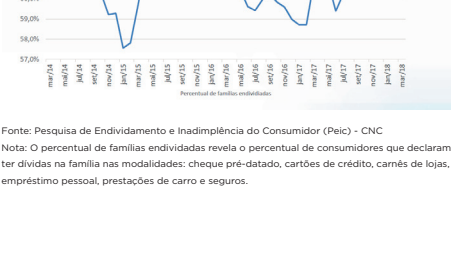 59,0%
58,0%
57,0%
mar/14 mai/14 jul/14 set/14 nov/14 jan/15 mar/15 mai/15 jul/15 set/15 nov/15 jan/16 mar/16 mai/16 jul/16 set/16 nov/16 jan/17 mar/17 mai/17 jul/17 set/17 nov/17 jan/18 mar/18
Percentual de famílias endividadas
Fonte: Pesquisa de Endividamento e Inadimplência do Consumidor (Peic) - CNC
Nota: O percentual de famílias endividadas revela o percentual de consumidores que declaram
ter dívidas na família nas modalidades: cheque pré-datado, cartões de crédito, carnês de lojas,
empréstimo pessoal, prestações de carro e seguros.